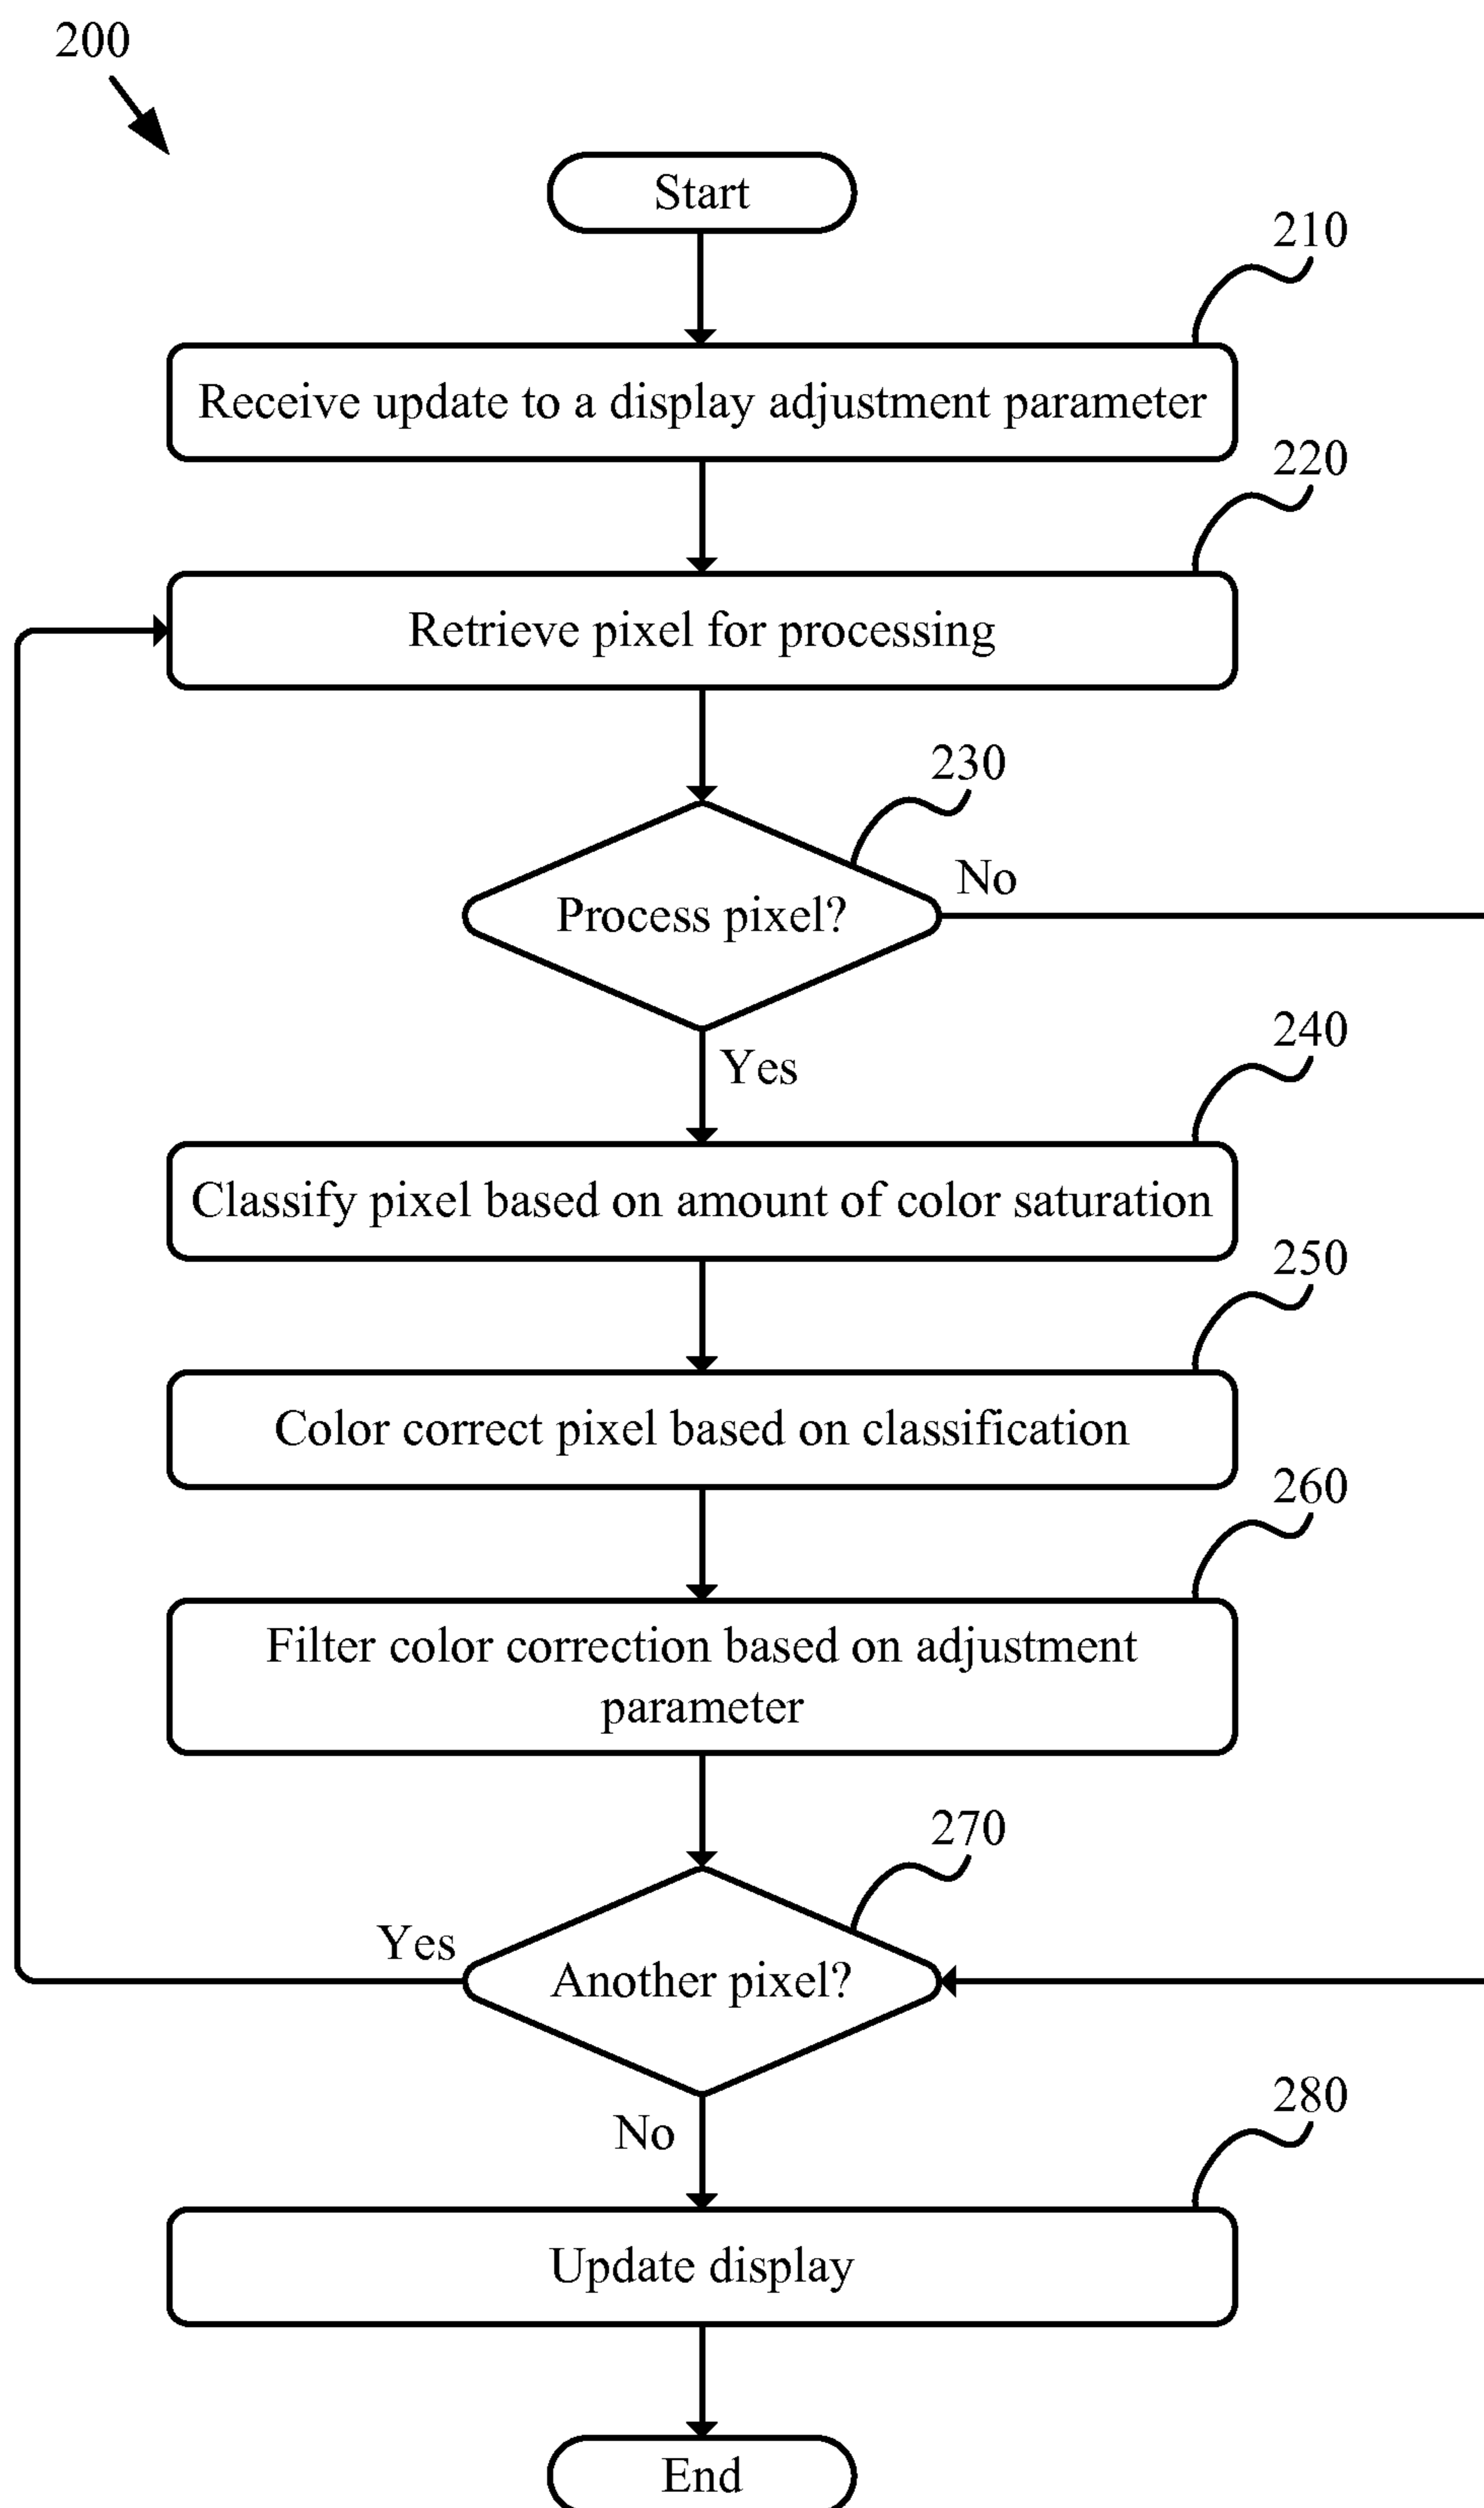 200
Start
210
Receive update to a display adjustment parameter
220
Retrieve pixel for processing
230
Process pixel?
No
Yes
240
Classify pixel based on amount of color saturation
250
Color correct pixel based on classification
260
Filter color correction based on adjustment
parameter
270
Another pixel?
Yes
No
280
Update display
End